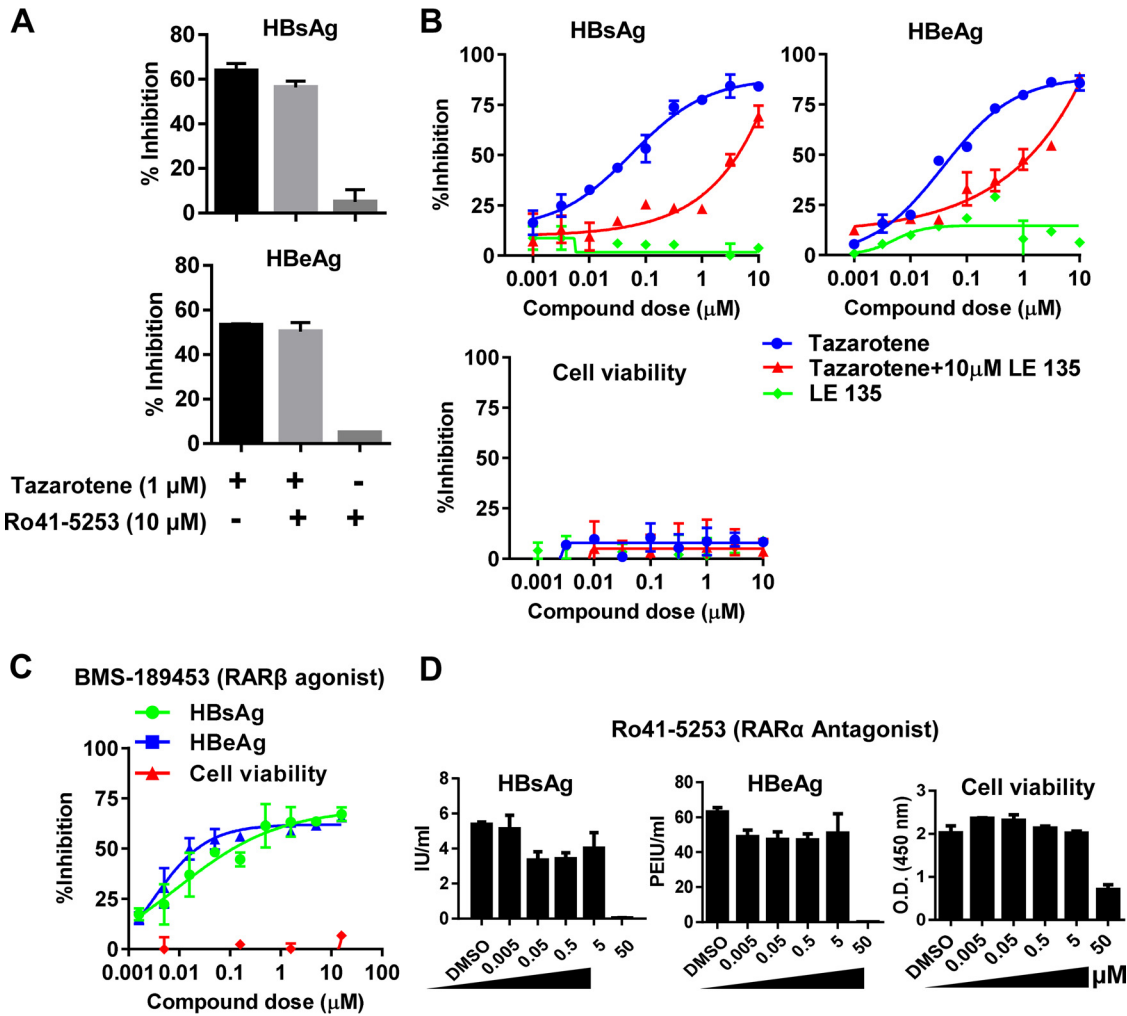 A
HBsAg
% Inhibition
80
60
40
20
0
HBeAg
% Inhibition
80
60
40
20
0
Tazarotene (1 µM) + + -
Ro41-5253 (10 µM) - + +
B
HBsAg
%Inhibition
100
75
50
25
0
0.001 0.01 0.1 1 10
Compound dose (µM)
HBeAg
100
75
50
25
0
0.001 0.01 0.1 1 10
Compound dose (µM)
Cell viability
%Inhibition
100
75
50
25
0
0.001 0.01 0.1 1 10
Compound dose (µM)
Tazarotene
Tazarotene+10µM LE 135
LE 135
C
BMS-189453 (RARβ agonist)
HBsAg
HBeAg
Cell viability
%Inhibition
100
75
50
25
0
0.001 0.01 0.1 1 10 100
Compound dose (µM)
D
Ro41-5253 (RARα Antagonist)
HBsAg
IU/ml
6
4
2
0
DMSO 0.005 0.05 0.5 5 50
HBeAg
PEIU/ml
80
60
40
20
0
DMSO 0.005 0.05 0.5 5 50
Cell viability
O.D. (450 nm)
3
2
1
0
DMSO 0.005 0.05 0.5 5 50
µM